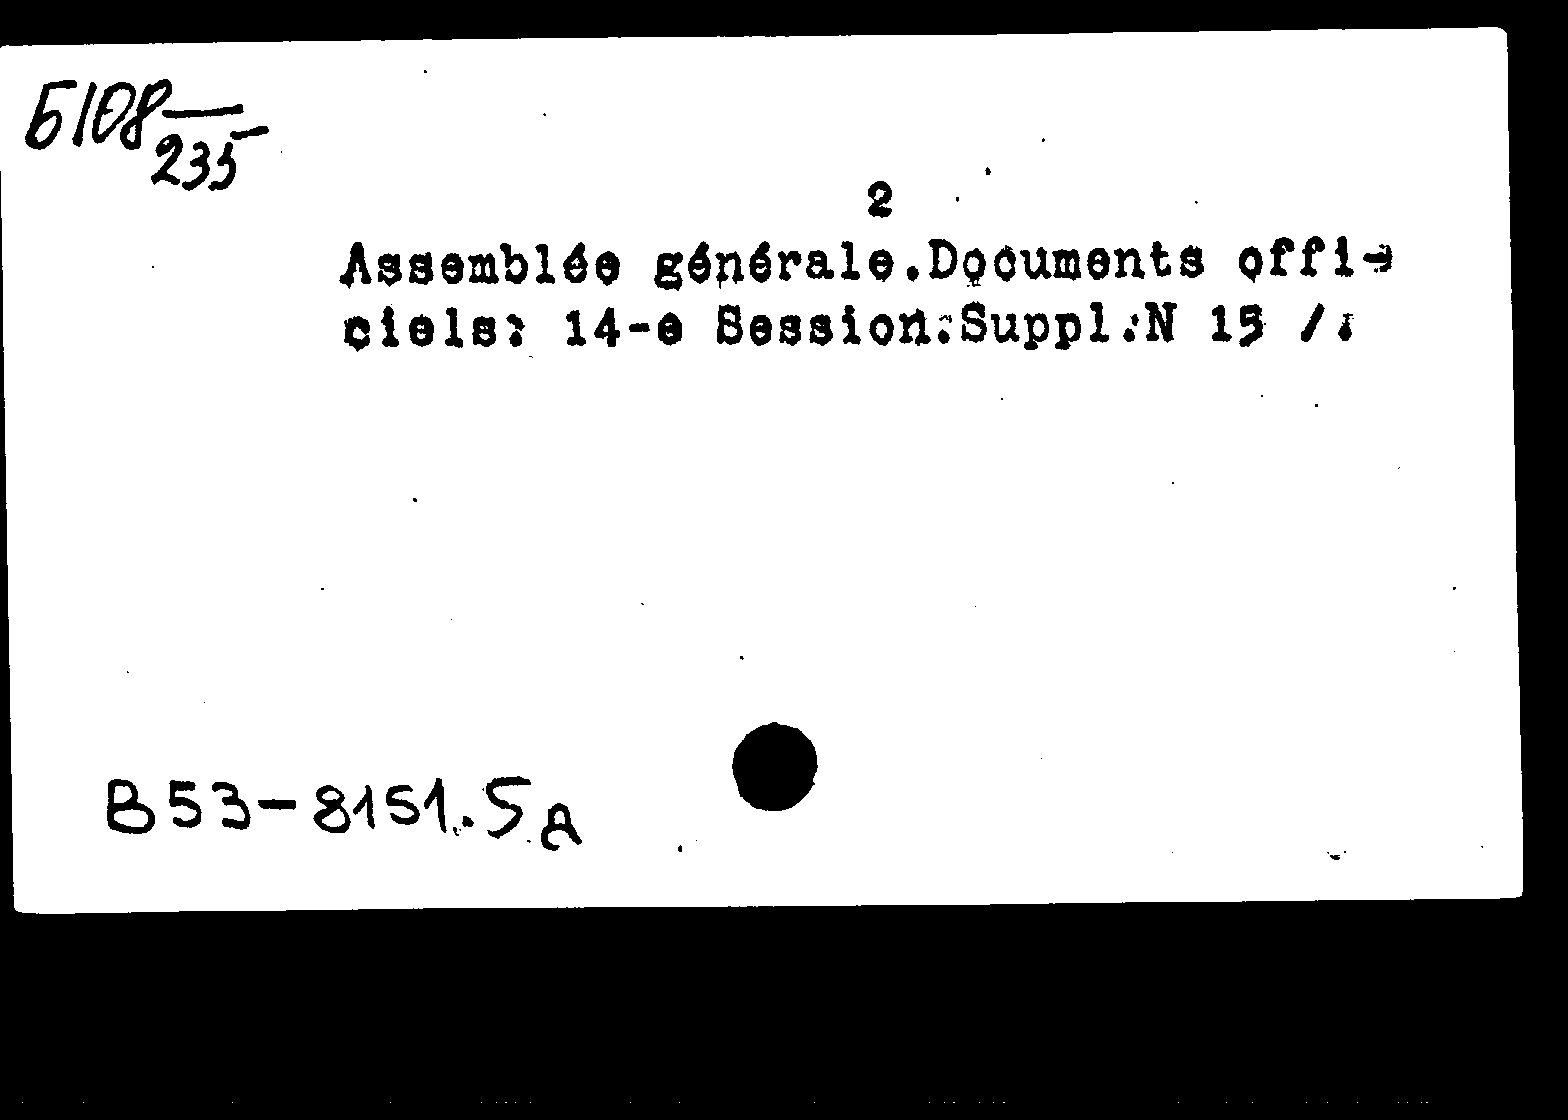 Б108
235
2
Assemblée générale.Documents offi-
ciels: 14-e Session.Suppl.N 15 /.
B53-8151.5a